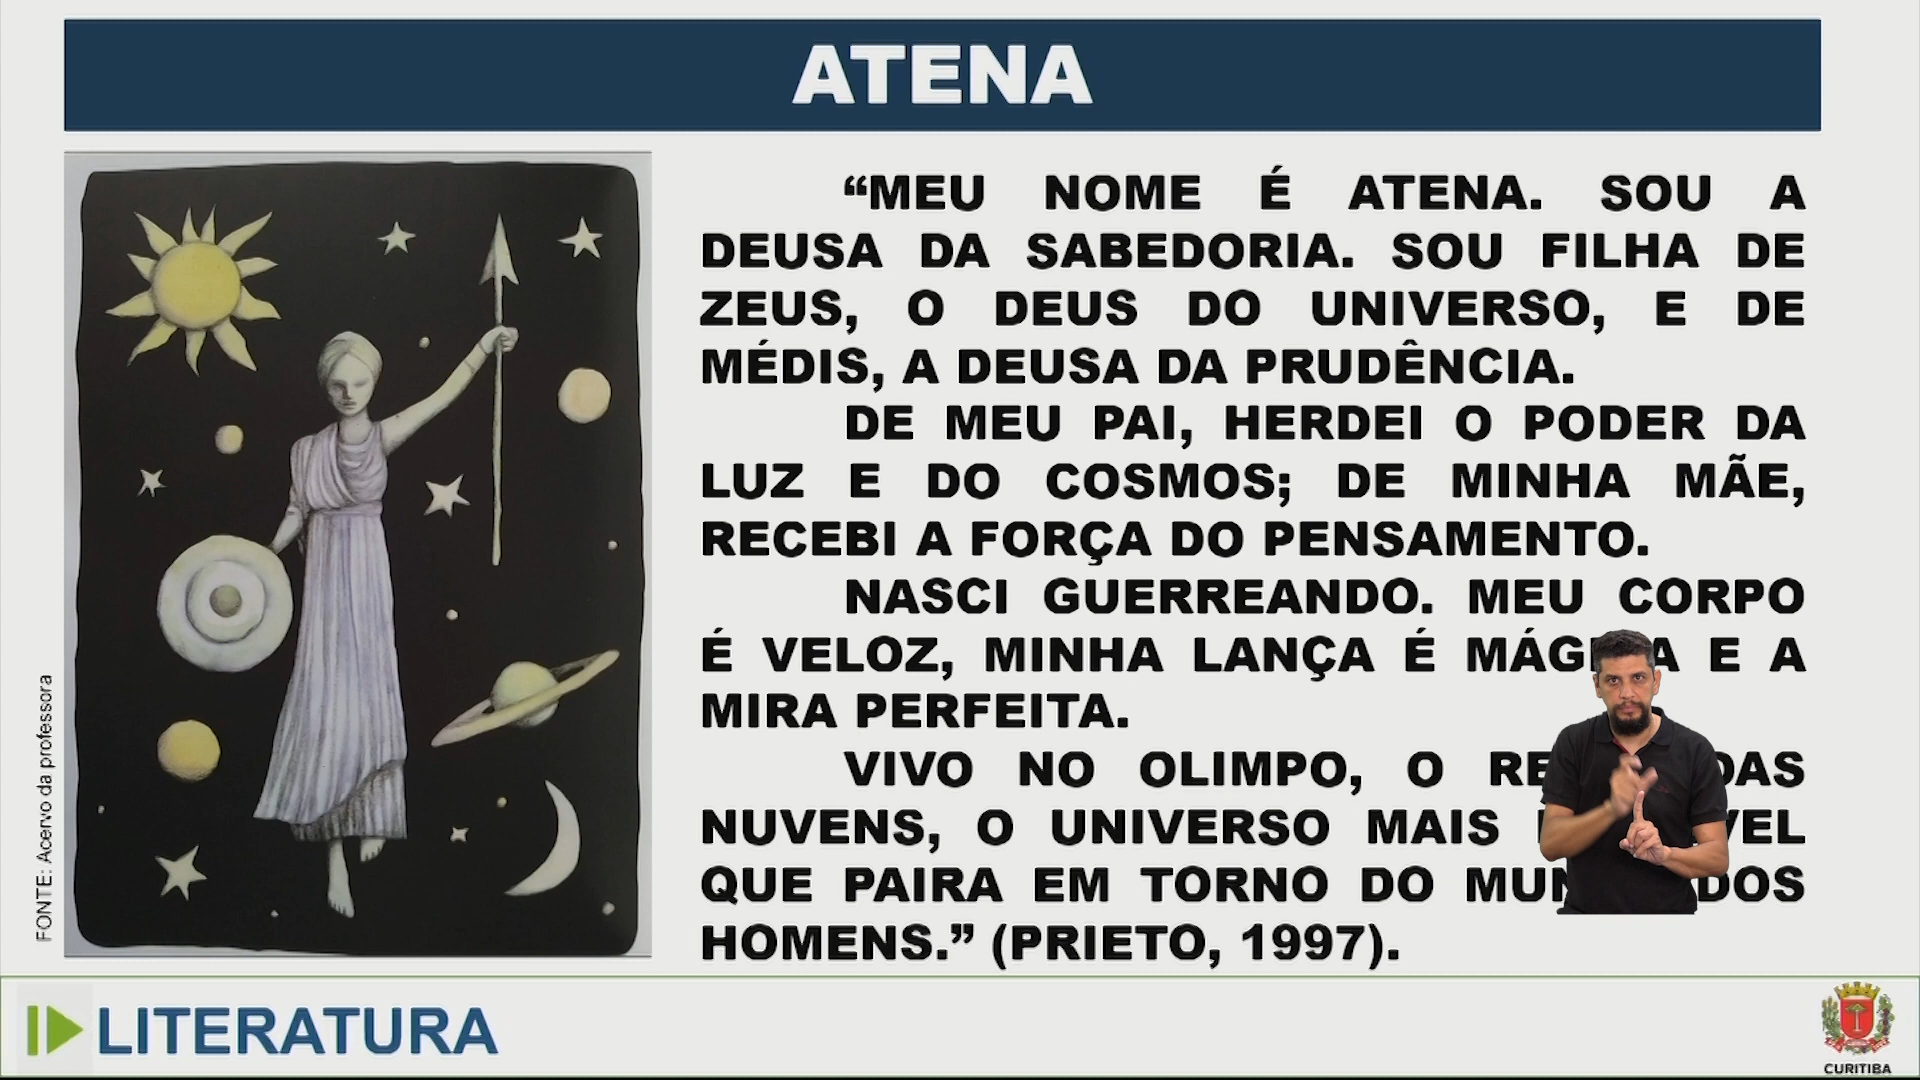 ATENA
“MEU NOME É ATENA. SOU A
DEUSA DA SABEDORIA. SOU FILHA DE
ZEUS, O DEUS DO UNIVERSO, E DE
MÉDIS, A DEUSA DA PRUDÊNCIA.
DE MEU PAI, HERDEI O PODER DA
LUZ E DO COSMOS; DE MINHA MÃE,
RECEBI A FORÇA DO PENSAMENTO.
NASCI GUERREANDO. MEU CORPO
É VELOZ, MINHA LANÇA É E A
MIRA PERFEITA.
VIVO NO OLIMPO, O
NUVENS, O UNIVERSO MAIS
QUE PAIRA EM TORNO DO DOS
HOMENS.” (PRIETO, 1997).
FONTE: Acervo da professora
LITERATURA
CURITIBA